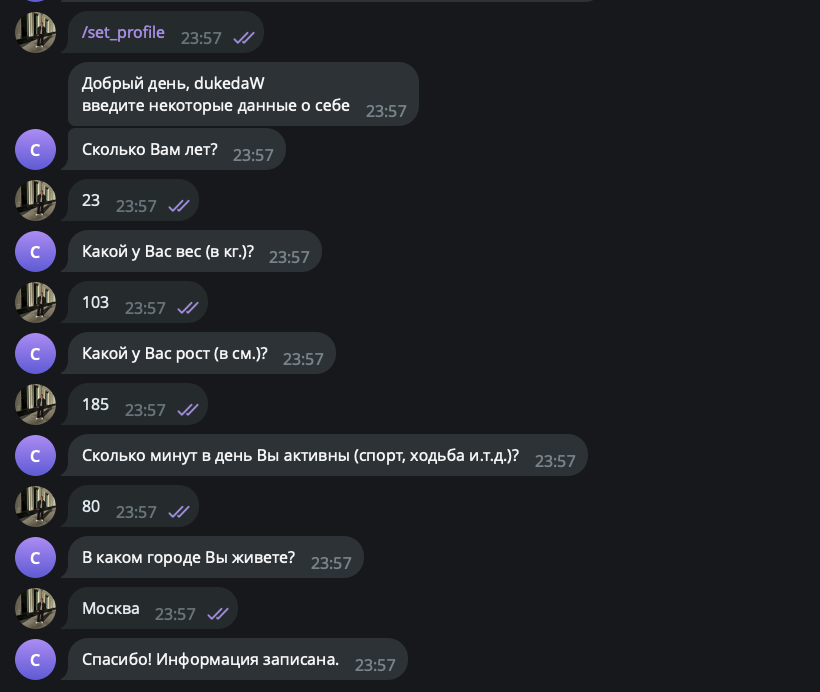 /set_profile 23:57
Добрый день, dukedaW
введите некоторые данные о себе 23:57
С
Сколько Вам лет? 23:57
23 23:57
С
Какой у Вас вес (в кг.)? 23:57
103 23:57
С
Какой у Вас рост (в см.)? 23:57
185 23:57
С
Сколько минут в день Вы активны (спорт, ходьба и.т.д.)? 23:57
80 23:57
С
В каком городе Вы живете? 23:57
Москва 23:57
С
Спасибо! Информация записана. 23:57